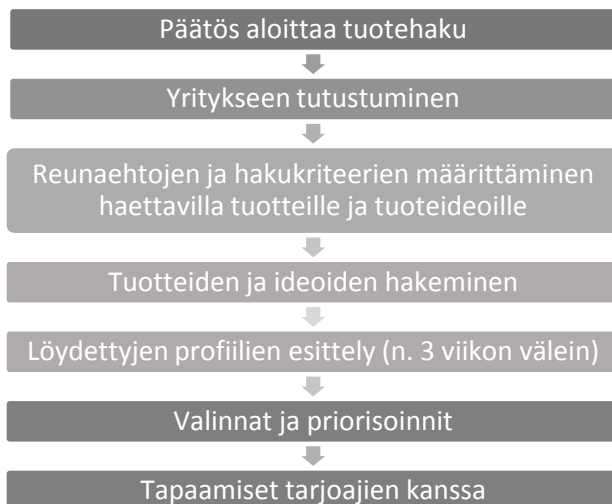 Päätös aloittaa tuotehaku
Yritykseen tutustuminen
Reunaehtojen ja hakukriteerien määrittäminen
haettavilla tuotteille ja tuoteideoille
Tuotteiden ja ideoiden hakeminen
Löydettyjen profiilien esittely (n. 3 viikon välein)
Valinnat ja priorisoinnit
Tapaamiset tarjoajien kanssa